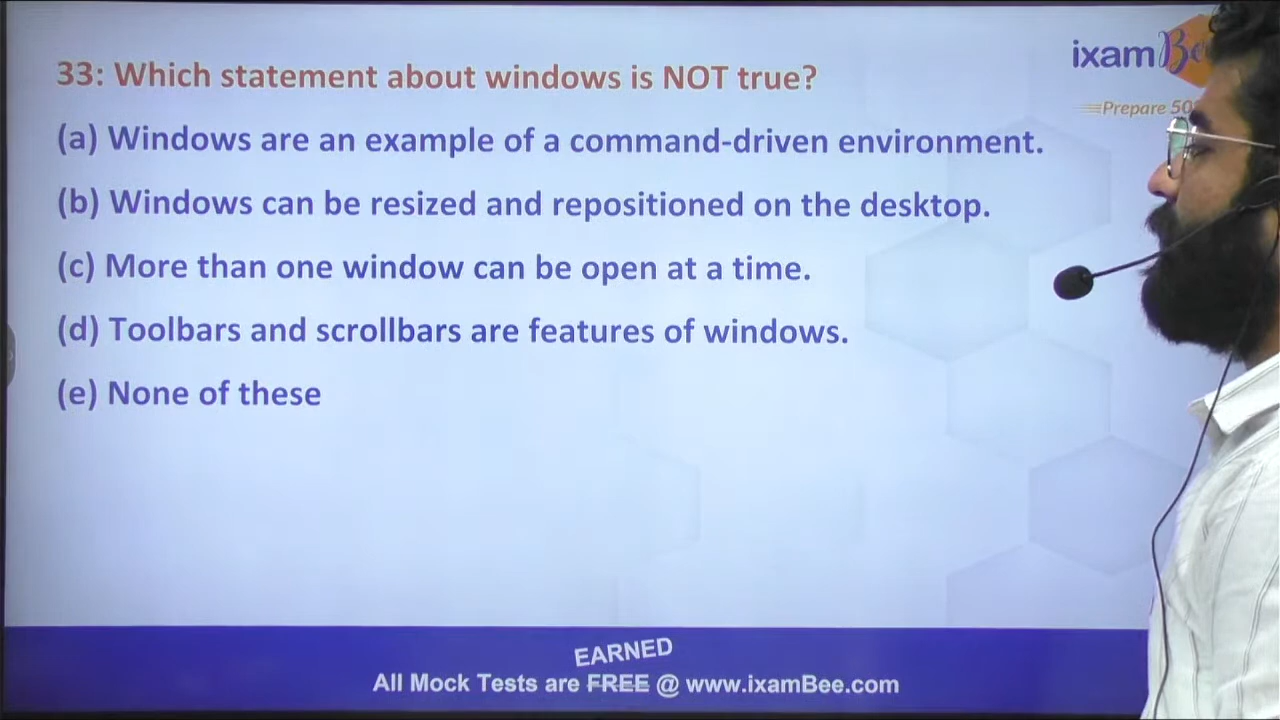 ixamBee
Prepare
33: Which statement about windows is NOT true?
(a) Windows are an example of a command-driven environment.
(b) Windows can be resized and repositioned on the desktop.
(c) More than one window can be open at a time.
(d) Toolbars and scrollbars are features of windows.
(e) None of these
EARNED
All Mock Tests are FREE @ www.ixamBee.com